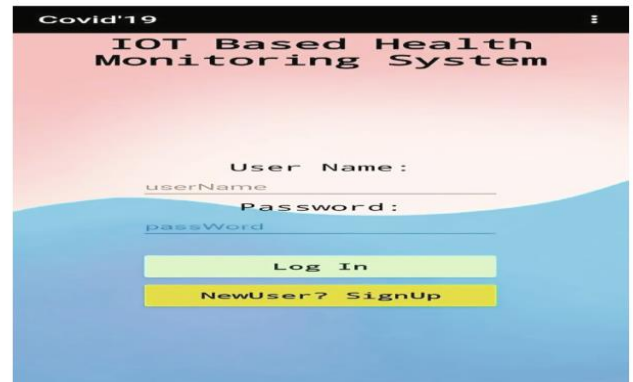 Covid'19
IOT Based Health
Monitoring System
User Name:
userName
Password:
passWord
Log In
NewUser? SignUp